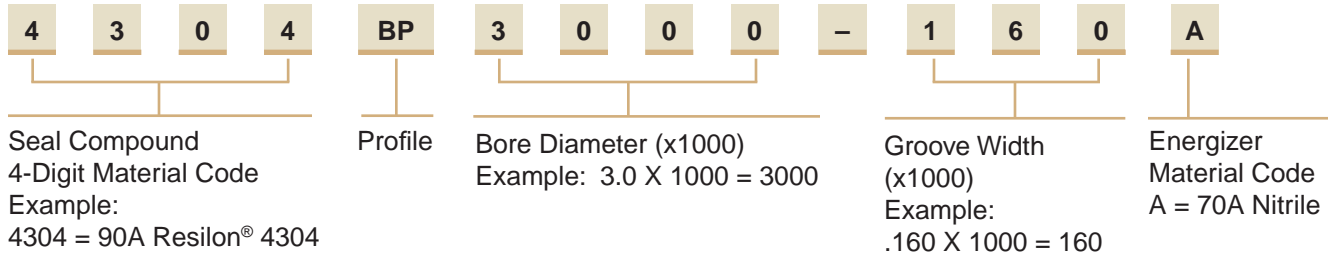 4 3 0 4 BP 3 0 0 0 – 1 6 0 A
Seal Compound
4-Digit Material Code
Example:
4304 = 90A Resilon® 4304
Profile
Bore Diameter (x1000)
Example: 3.0 X 1000 = 3000
Groove Width
(x1000)
Example:
.160 X 1000 = 160
Energizer
Material Code
A = 70A Nitrile